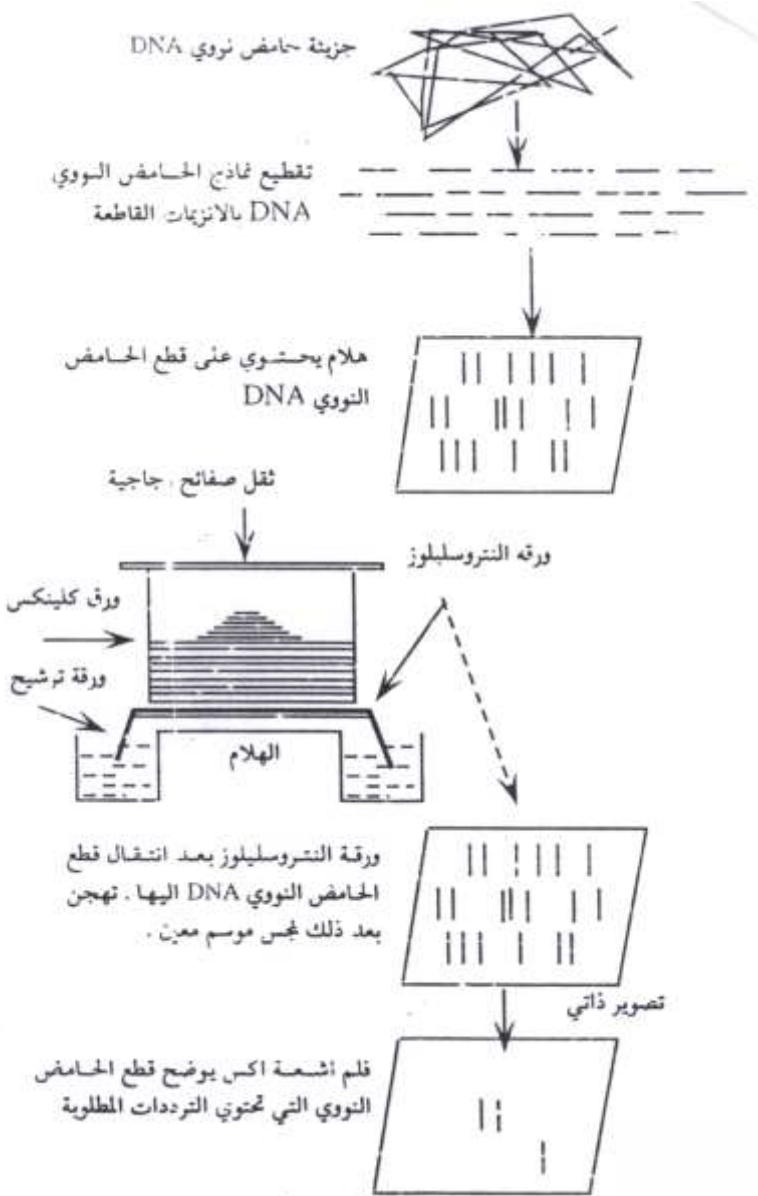 جزيئة حامض نووي DNA
تقطيع نماذج الحامض النووي
DNA بالانزيمات القاطعة
هلام يحتوي على قطع الحامض
النووي DNA
ثقل صفائح زجاجية
ورقه النتروسليلوز
ورق كلينكس
ورقة ترشيح
الهلام
ورقة النتروسليلوز بعد انتقال قطع
الحامض النووي DNA اليها . تهجن
بعد ذلك بمجس موسم معين .
تصوير ذاتي
فلم أشعة اكس يوضح قطع الحامض
النووي التي تحتوي الترددات المطلوبة